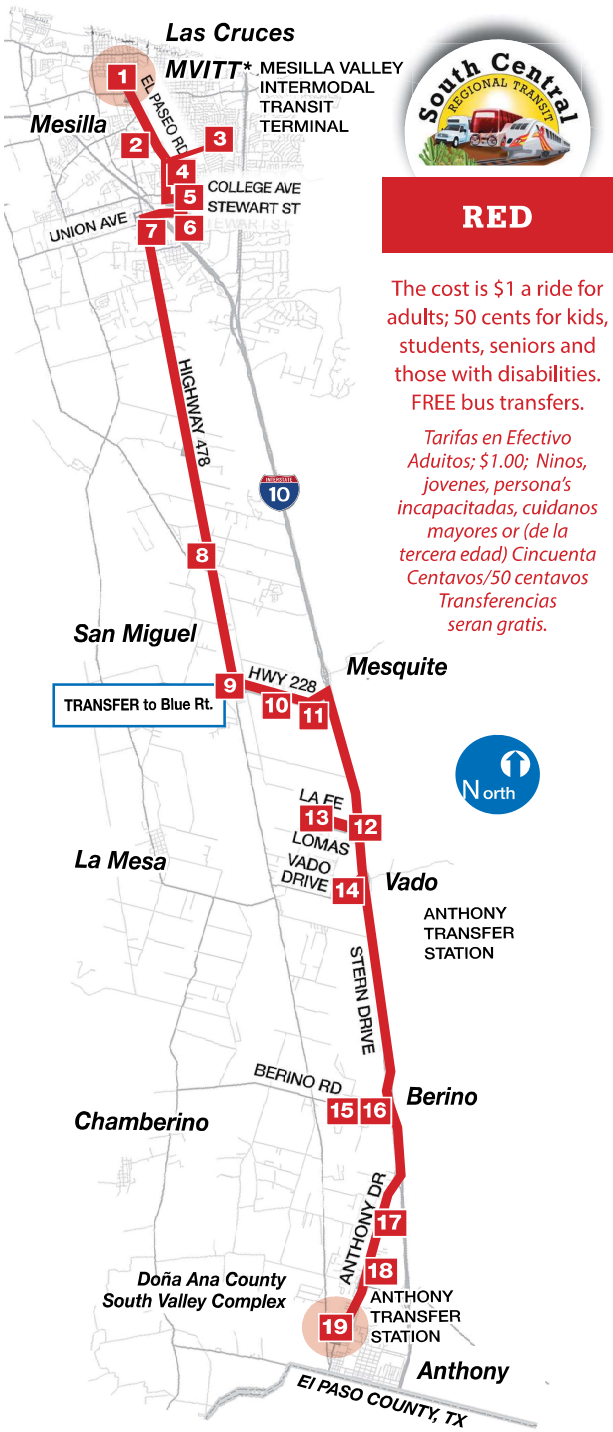 Las Cruces
MVITT* MESILLA VALLEY
INTERMODAL
TRANSIT
TERMINAL
South Central
REGIONAL TRANSIT
RED
The cost is $1 a ride for
adults; 50 cents for kids,
students, seniors and
those with disabilities.
FREE bus transfers.
Tarifas en Efectivo
Aduitos; $1.00; Ninos,
jovenes, persona's
incapacitadas, cuidanos
mayores or (de la
tercera edad) Cincuenta
Centavos/50 centavos
Transferencias
seran gratis.
1
EL PASEO RD
Mesilla
2
3
4
5
COLLEGE AVE
STEWART ST
UNION AVE
7
6
STEWART ST
HIGHWAY 478
INTERSTATE
10
8
San Miguel
9
HWY 228
Mesquite
TRANSFER to Blue Rt.
10
11
North
LA FE
13
12
LOMAS
La Mesa
VADO
DRIVE
14
Vado
ANTHONY
TRANSFER
STATION
STERN DRIVE
BERINO RD
15
16
Berino
Chamberino
ANTHONY DR
17
18
Doña Ana County
South Valley Complex
ANTHONY
TRANSFER
STATION
19
Anthony
El PASO COUNTY, TX